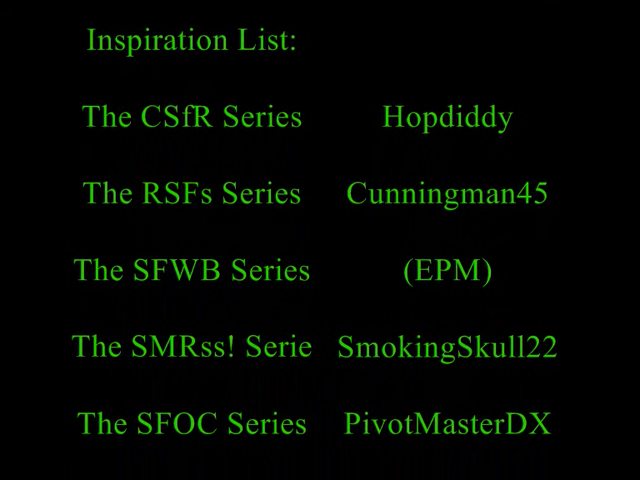 Inspiration List:
The CSfR Series Hopdiddy
The RSFs Series Cunningman45
The SFWB Series (EPM)
The SMRss! Serie SmokingSkull22
The SFOC Series PivotMasterDX